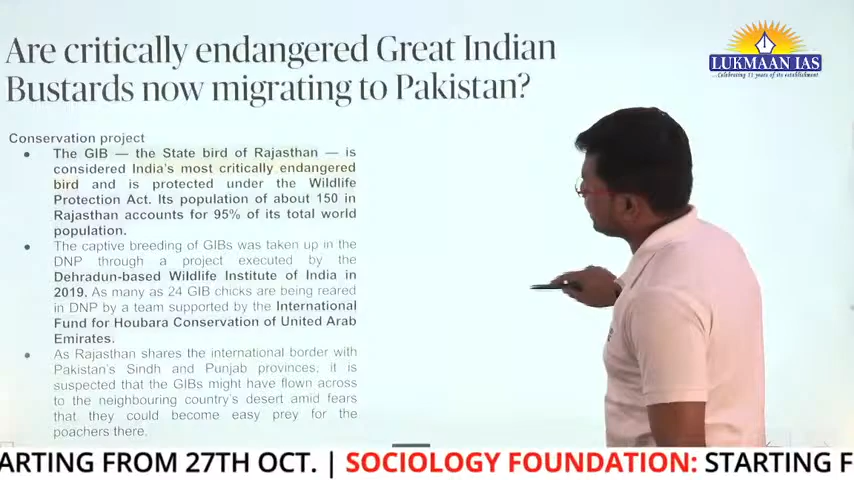 Are critically endangered Great Indian
Bustards now migrating to Pakistan?
LUKMAAN IAS
...Celebrating 11 years of its establishment
Conservation project
• The GIB — the State bird of Rajasthan — is
considered India's most critically endangered
bird and is protected under the Wildlife
Protection Act. Its population of about 150 in
Rajasthan accounts for 95% of its total world
population.
• The captive breeding of GIBs was taken up in the
DNP through a project executed by the
Dehradun-based Wildlife Institute of India in
2019. As many as 24 GIB chicks are being reared
in DNP by a team supported by the International
Fund for Houbara Conservation of United Arab
Emirates.
• As Rajasthan shares the international border with
Pakistan's Sindh and Punjab provinces, it is
suspected that the GIBs might have flown across
to the neighbouring country's desert amid fears
that they could become easy prey for the
poachers there.
ARTING FROM 27TH OCT. | SOCIOLOGY FOUNDATION: STARTING F